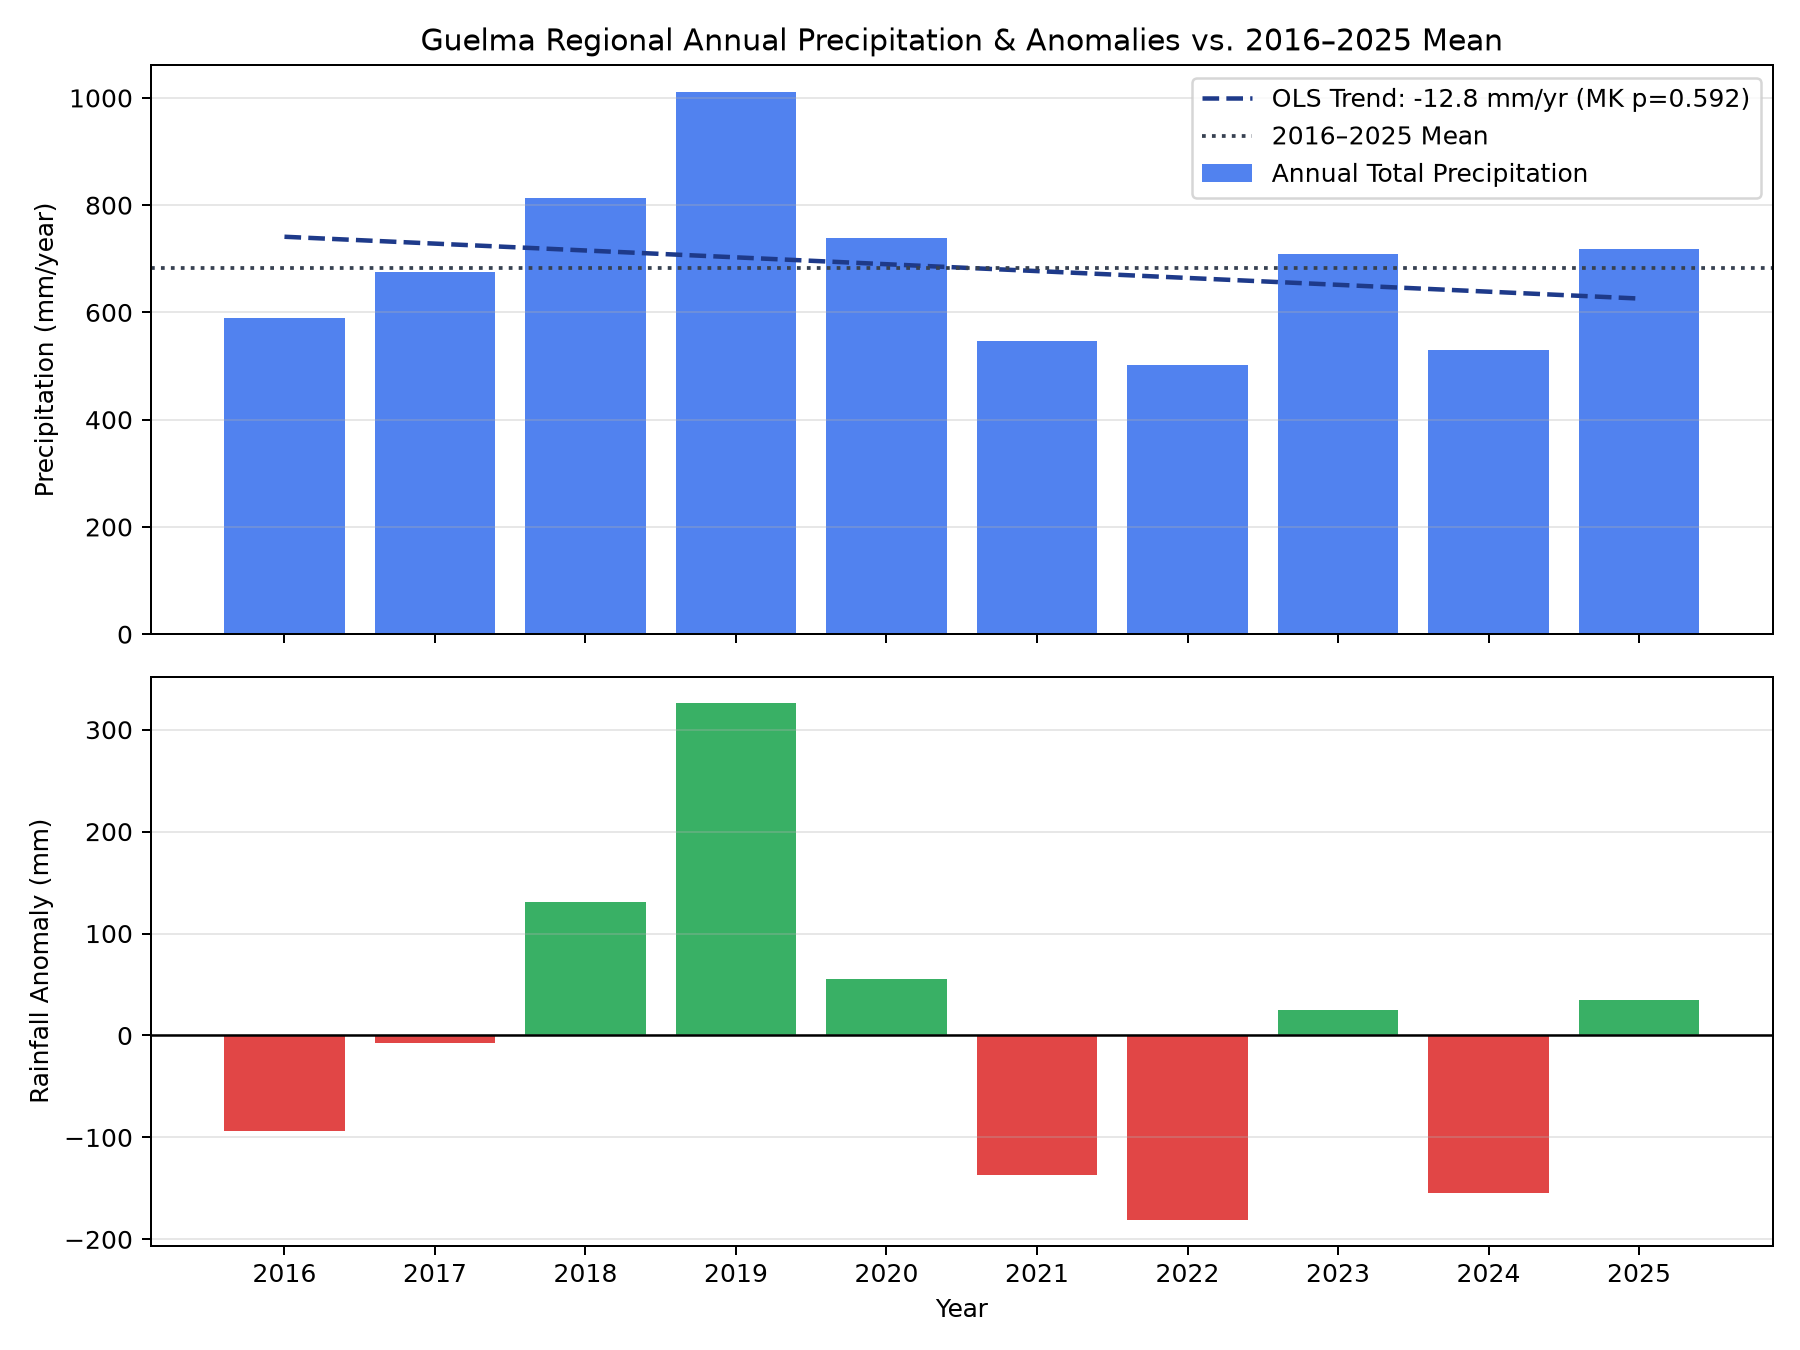 Guelma Regional Annual Precipitation & Anomalies vs. 2016–2025 Mean
Precipitation (mm/year)
1000
800
600
400
200
0
OLS Trend: -12.8 mm/yr (MK p=0.592)
2016–2025 Mean
Annual Total Precipitation
Rainfall Anomaly (mm)
300
200
100
0
−100
−200
2016 2017 2018 2019 2020 2021 2022 2023 2024 2025
Year